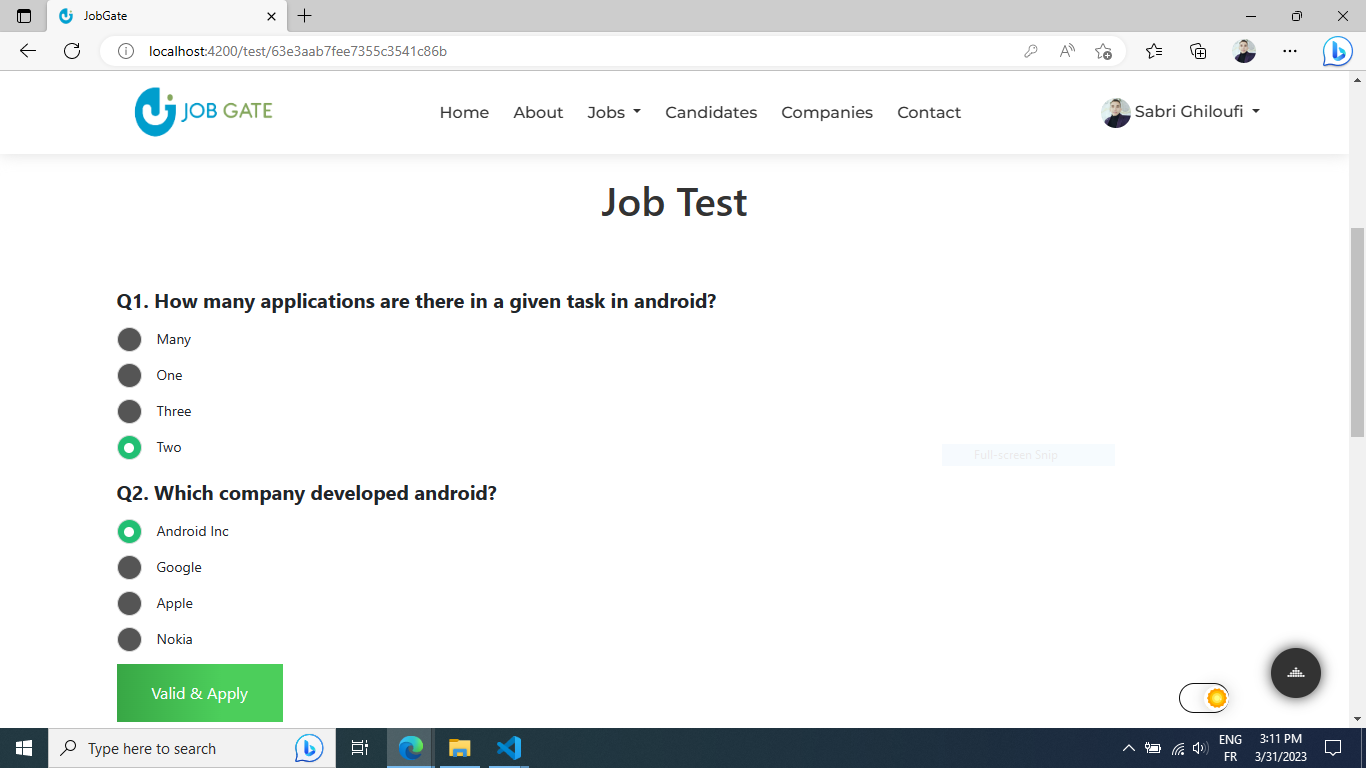 JobGate
localhost:4200/test/63e3aab7fee7355c3541c86b
JOB GATE
Home About Jobs Candidates Companies Contact
Sabri Ghiloufi
Job Test
Q1. How many applications are there in a given task in android?
Many
One
Three
Two
Full-screen Snip
Q2. Which company developed android?
Android Inc
Google
Apple
Nokia
Valid & Apply
Type here to search
ENG
FR
3:11 PM
3/31/2023